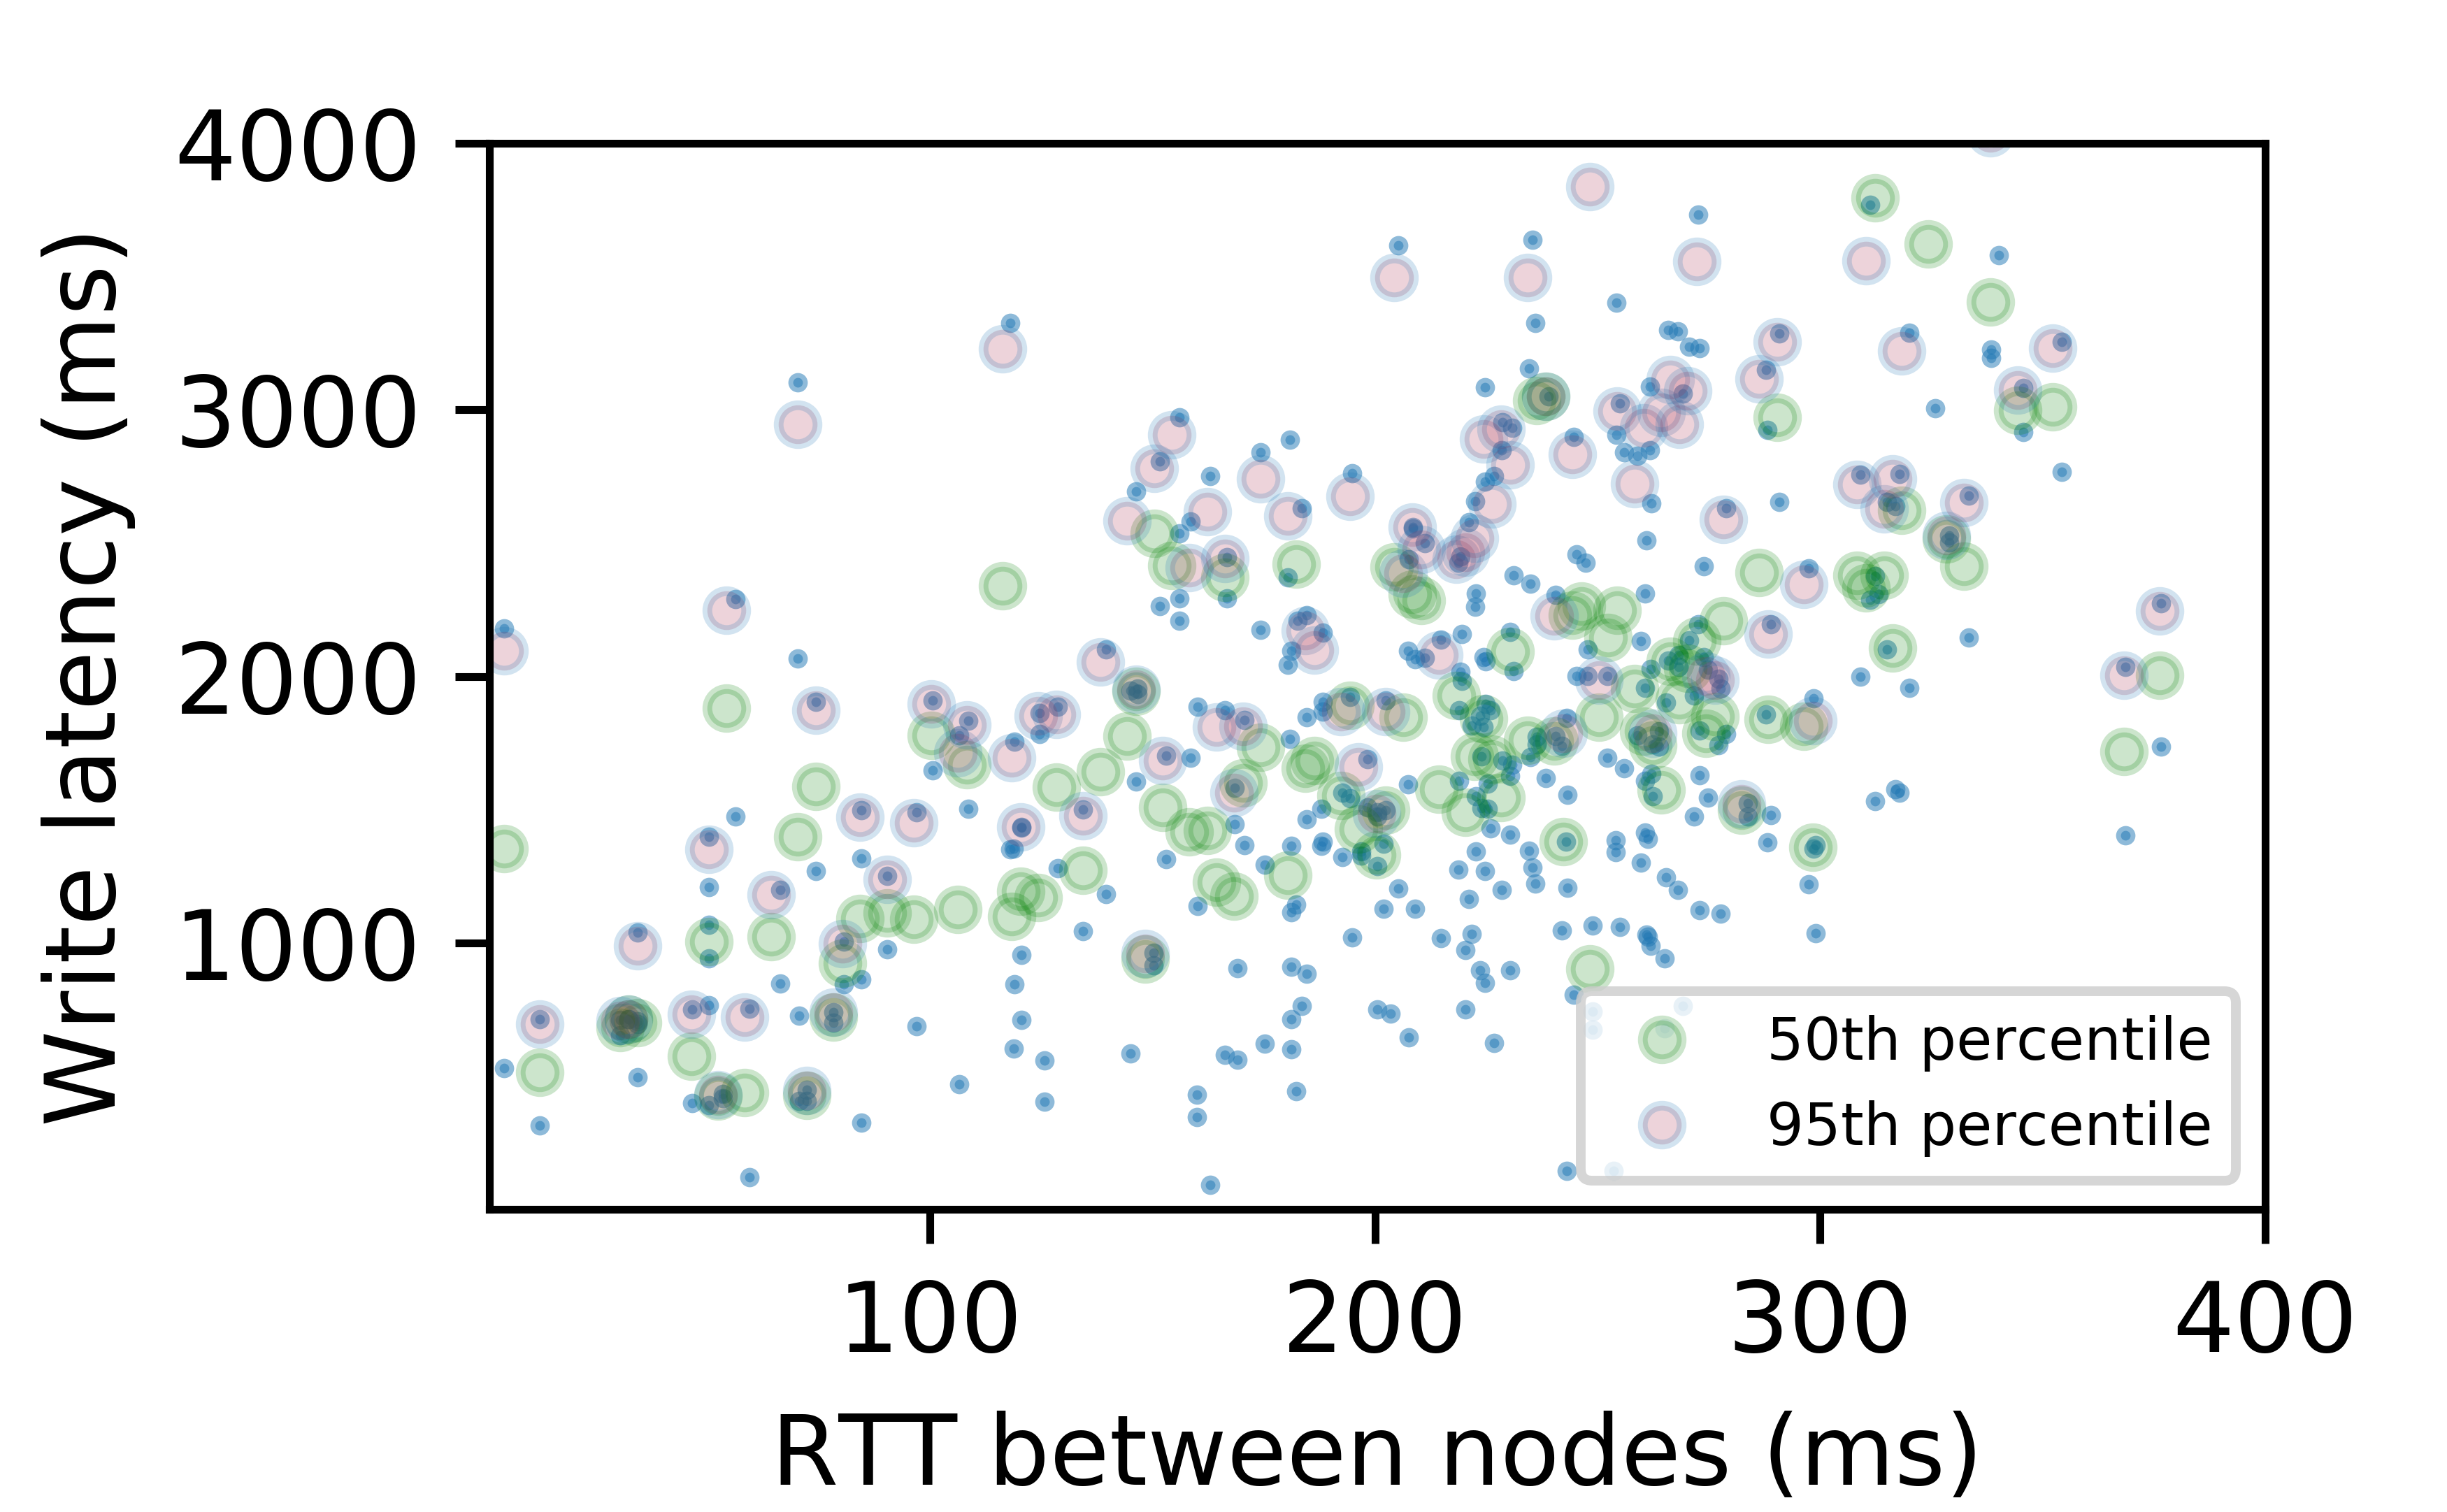 4000
3000
2000
1000
Write latency (ms)
50th percentile
95th percentile
100 200 300 400
RTT between nodes (ms)